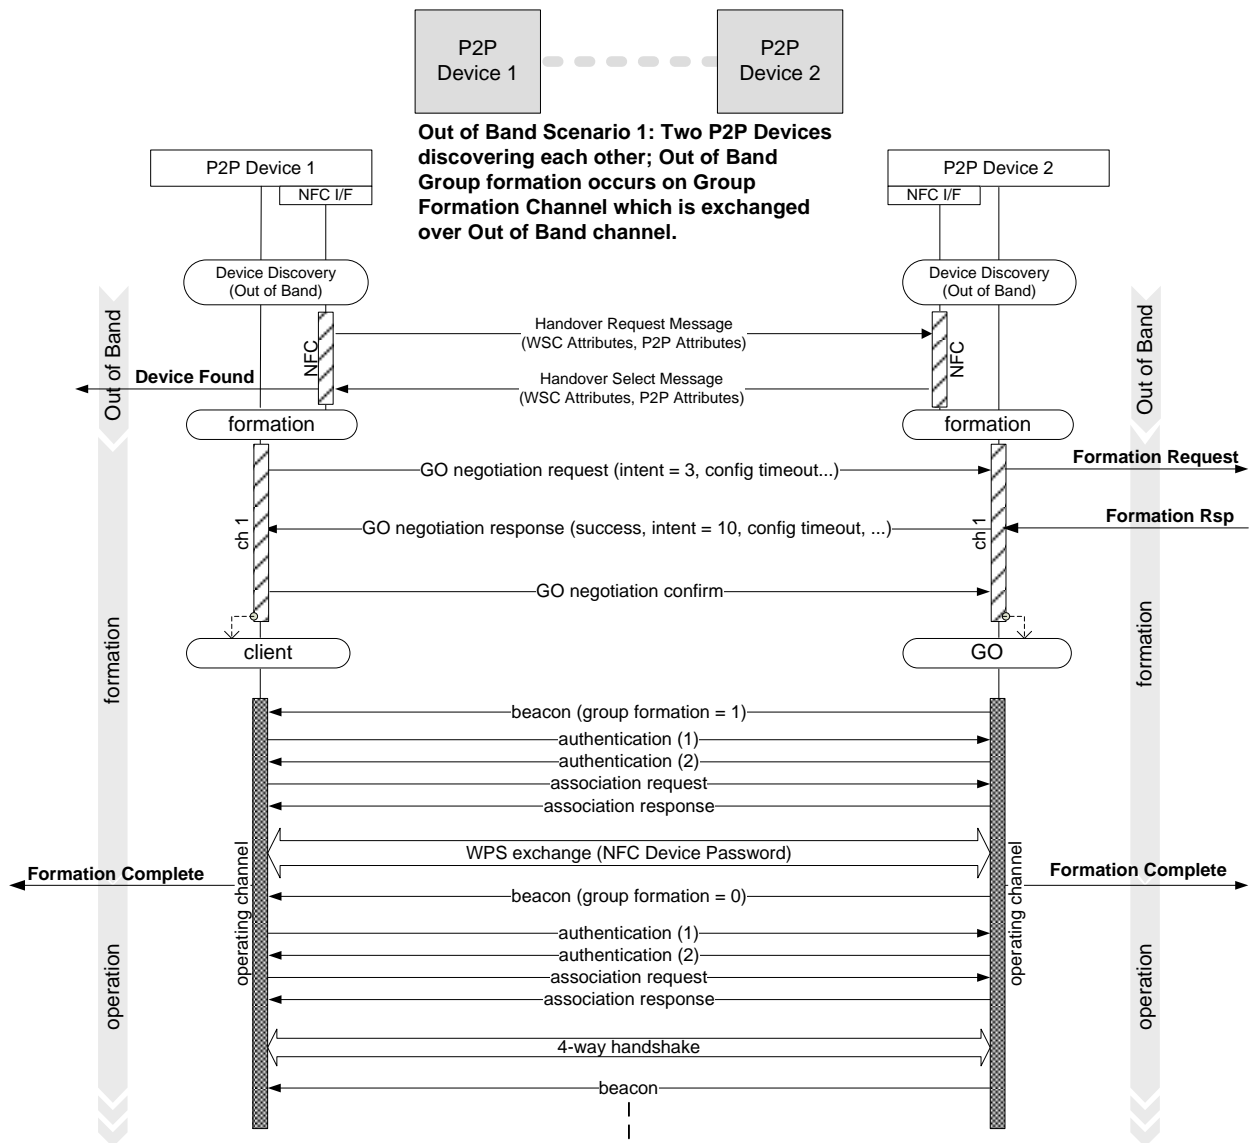 P2P
Device 1
P2P
Device 2
Out of Band Scenario 1: Two P2P Devices
discovering each other; Out of Band
Group formation occurs on Group
Formation Channel which is exchanged
over Out of Band channel.
P2P Device 1
NFC I/F
P2P Device 2
NFC I/F
Device Discovery
(Out of Band)
Device Discovery
(Out of Band)
Out of Band
NFC
Handover Request Message
(WSC Attributes, P2P Attributes)
NFC
Out of Band
Device Found
Handover Select Message
(WSC Attributes, P2P Attributes)
formation
formation
GO negotiation request (intent = 3, config timeout...)
Formation Request
ch 1
GO negotiation response (success, intent = 10, config timeout, ...)
ch 1
Formation Rsp
GO negotiation confirm
formation
client
GO
formation
beacon (group formation = 1)
authentication (1)
authentication (2)
association request
association response
WPS exchange (NFC Device Password)
Formation Complete
operating channel
operating channel
Formation Complete
beacon (group formation = 0)
authentication (1)
authentication (2)
operation
association request
operation
association response
4-way handshake
beacon